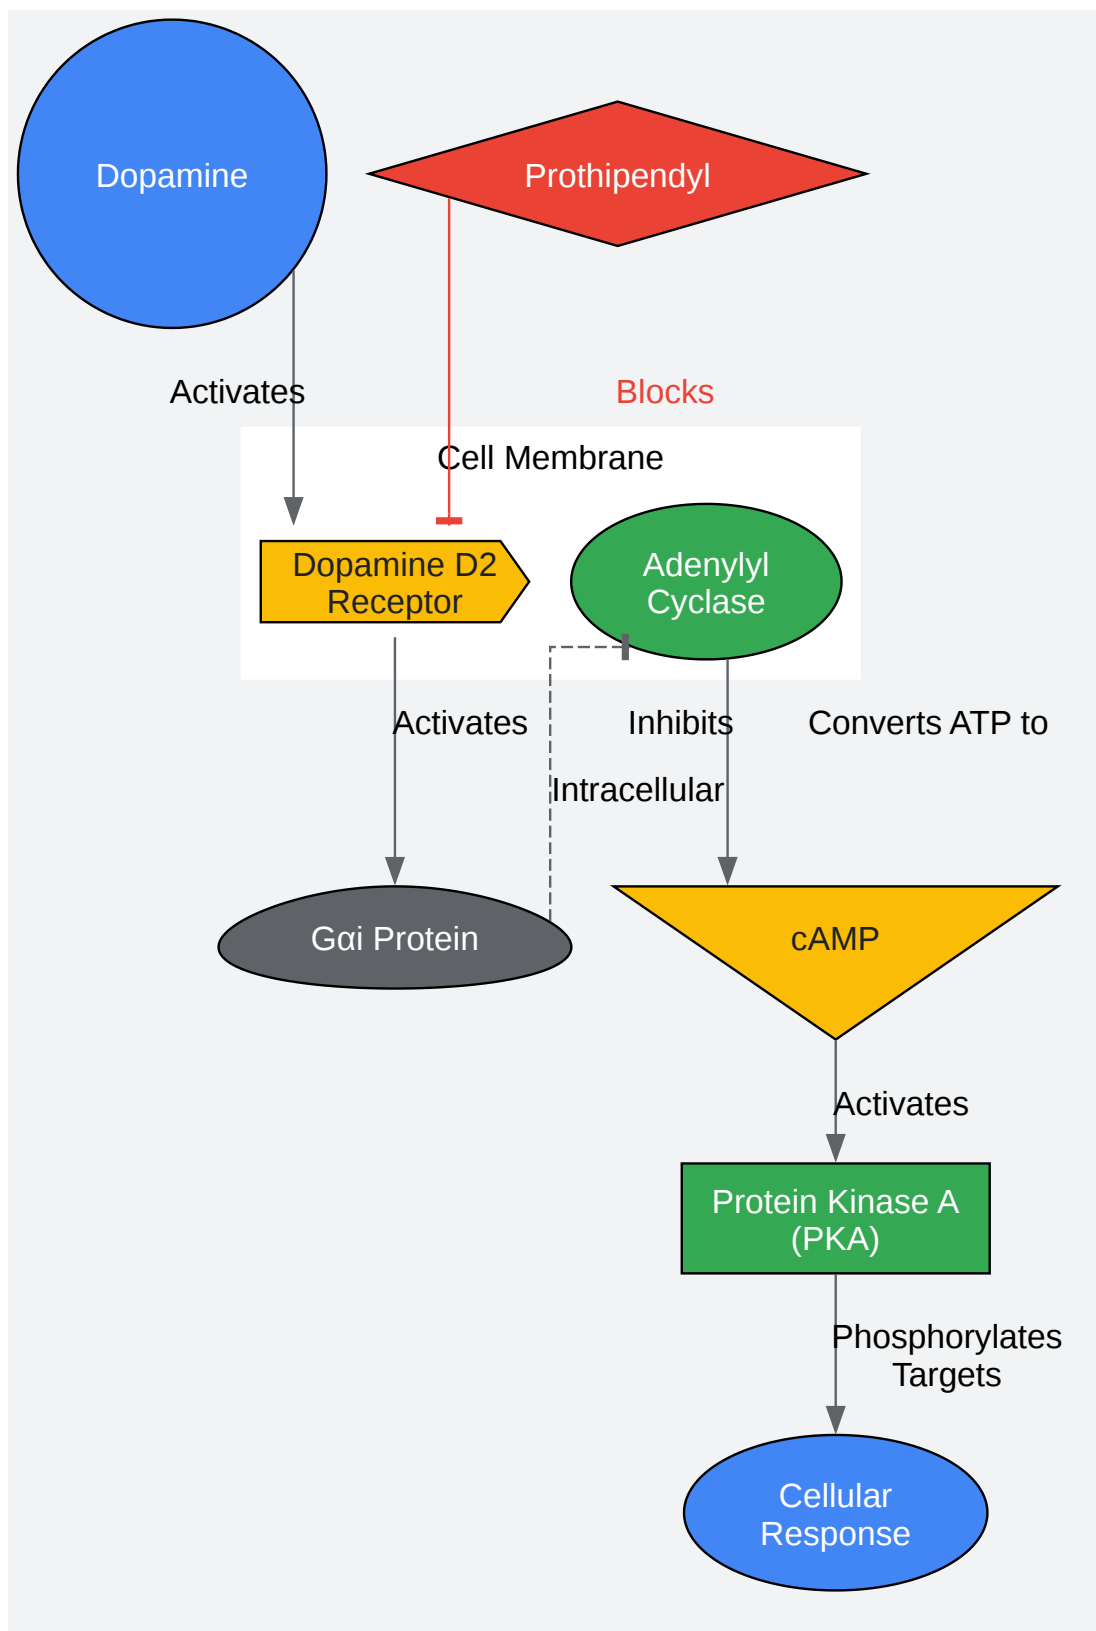 Dopamine
Prothipendyl
Activates
Blocks
Cell Membrane
Dopamine D2
Receptor
Adenylyl
Cyclase
Activates
Inhibits
Converts ATP to
Intracellular
Gαi Protein
cAMP
Activates
Protein Kinase A
(PKA)
Phosphorylates
Targets
Cellular
Response